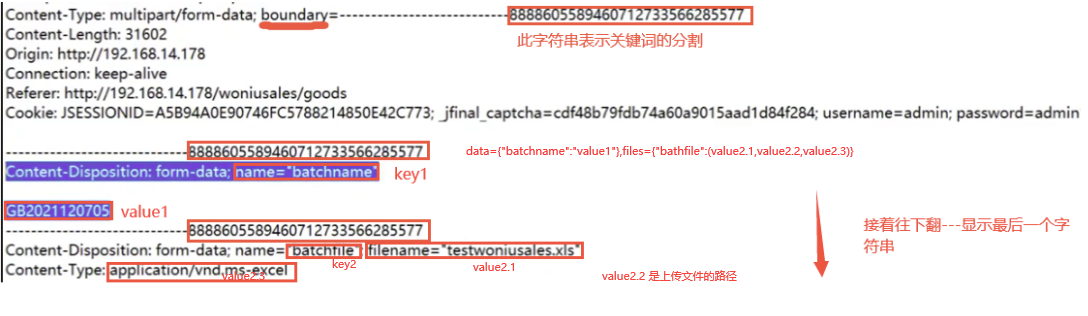 Content-Type: multipart/form-data; boundary=---------------------------8888605589460712733566285577
此字符串表示关键词的分割
Content-Length: 31602
Origin: http://192.168.14.178
Connection: keep-alive
Referer: http://192.168.14.178/woniusales/goods
Cookie: JSESSIONID=A5B94A0E90746FC5788214850E42C773; _jfinal_captcha=cdf48b79fdb74a60a9015aad1d84f284; username=admin; password=admin
-----------------------------8888605589460712733566285577
data={"batchname":"value1"},files={"bathfile":(value2.1,value2.2,value2.3)}
Content-Disposition: form-data; name="batchname"
key1
GB2021120705
value1
接着往下翻---显示最后一个字
符串
-----------------------------8888605589460712733566285577
Content-Disposition: form-data; name="batchfile"; filename="testwoniusales.xls"
key2
value2.1
Content-Type: application/vnd.ms-excel
value2.3
value2.2 是上传文件的路径